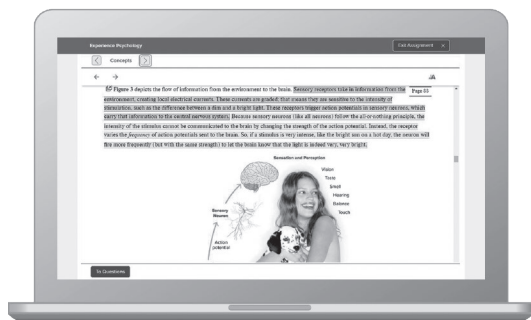 Experience Psychology
Exit Assignment X
Concepts
Page 83
Figure 3 depicts the flow of information from the environment to the brain. Sensory receptors take in information from the
environment, creating local electrical currents. These currents are graded; that means they are sensitive to the intensity of
stimulation, such as the difference between a dim and a bright light. These receptors trigger action potentials in sensory neurons, which
carry that information to the central nervous system. Because sensory neurons (like all neurons) follow the all-or-nothing principle, the
intensity of the stimulus cannot be communicated to the brain by changing the strength of the action potential. Instead, the receptor
varies the frequency of action potentials sent to the brain. So, if a stimulus is very intense, like the bright sun on a hot day, the neuron will
fire more frequently (but with the same strength) to let the brain know that the light is indeed very, very bright.
Sensation and Perception
Vision
Taste
Smell
Hearing
Balance
Touch
Sensory
Neuron
Action
potential
To Questions